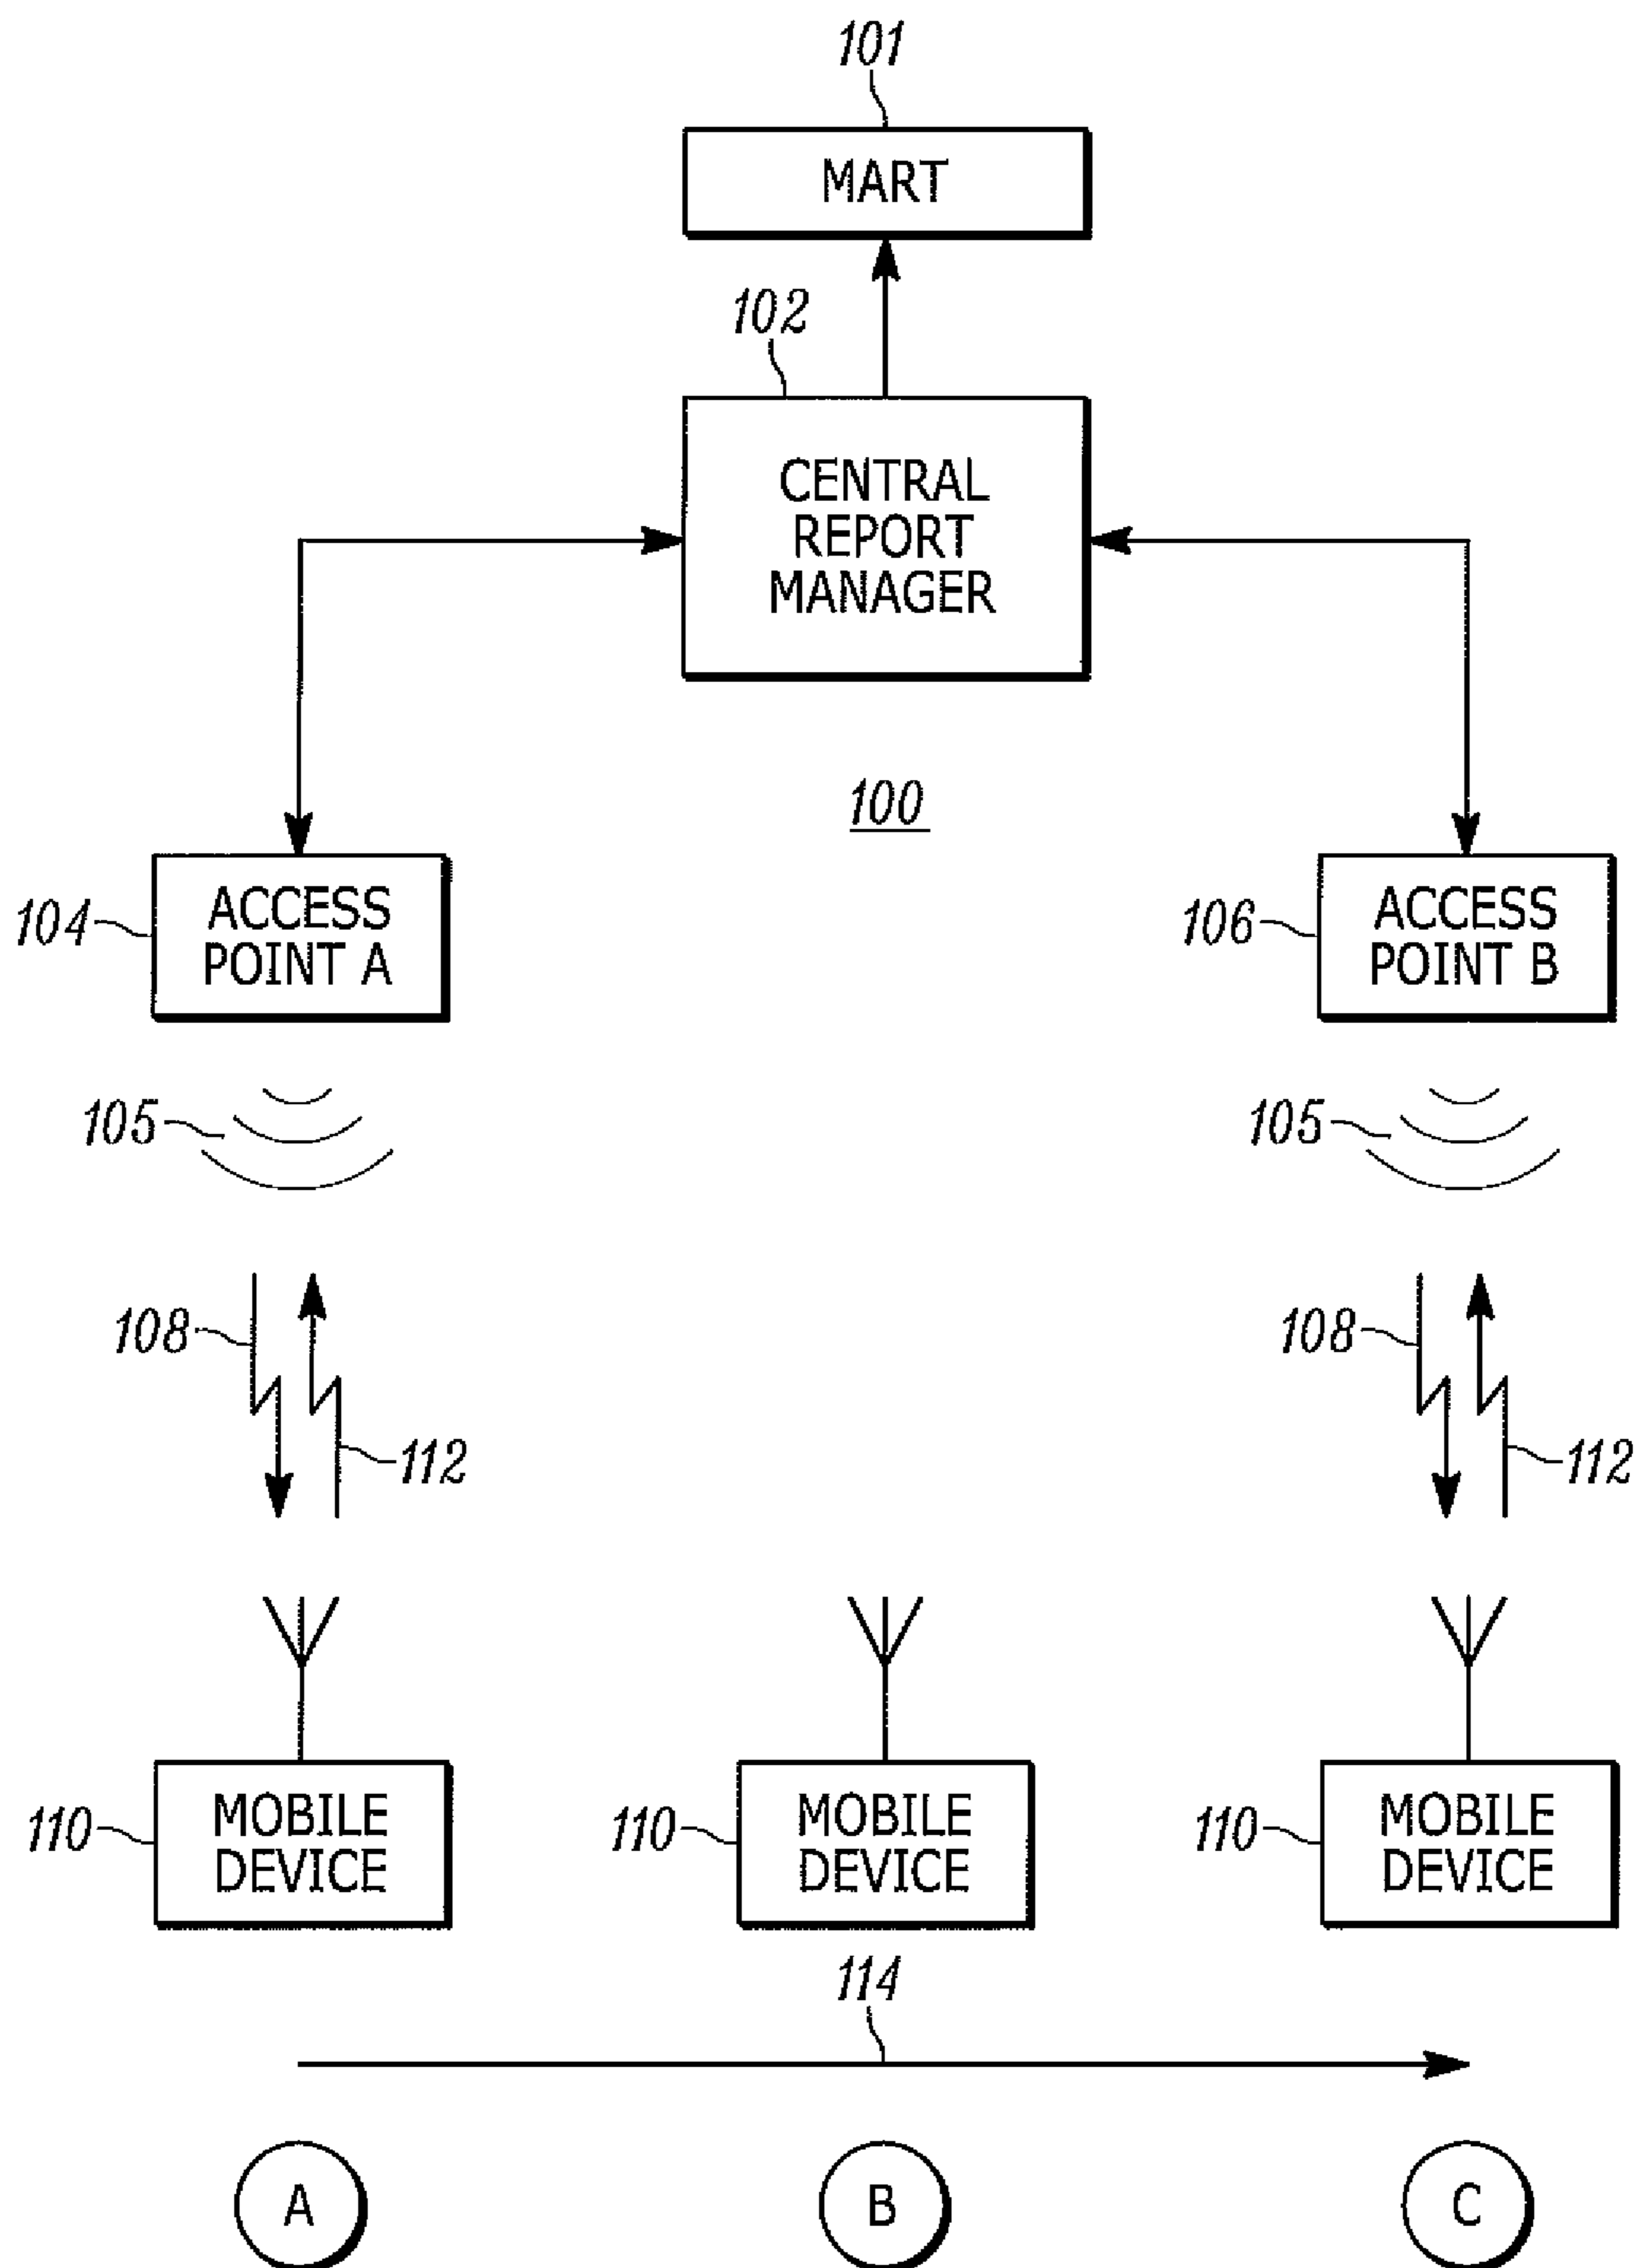 101
MART
102
CENTRAL
REPORT
MANAGER
100
104
ACCESS
POINT A
106
ACCESS
POINT B
105
105
108
108
112
112
110
MOBILE
DEVICE
110
MOBILE
DEVICE
110
MOBILE
DEVICE
114
A
B
C